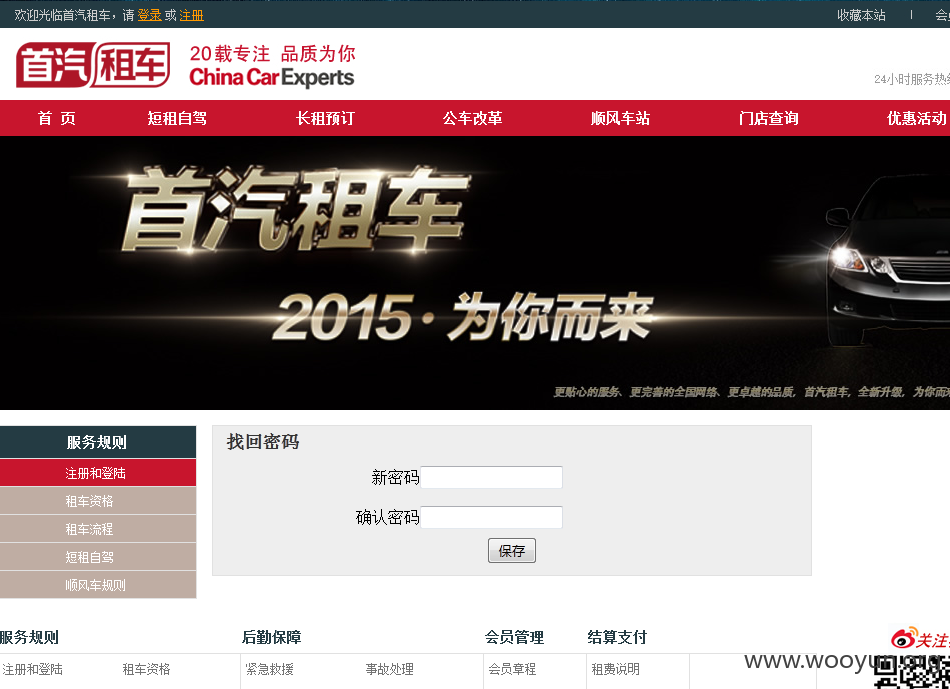 欢迎光临首汽租车，请 登录 或 注册
收藏本站 | 会
首汽租车 20载专注 品质为你
China Car Experts
24小时服务热
首 页 短租自驾 长租预订 公车改革 顺风车站 门店查询 优惠活动
首汽租车
2015·为你而来
更贴心的服务、更完善的全国网络、更卓越的品质，首汽租车，全新升级，为你而
服务规则
注册和登陆
租车资格
租车流程
短租自驾
顺风车规则
找回密码
新密码
确认密码
保存
服务规则 后勤保障 会员管理 结算支付
关注
注册和登陆 租车资格 紧急救援 事故处理 会员章程 租费说明
www.wooyun.org